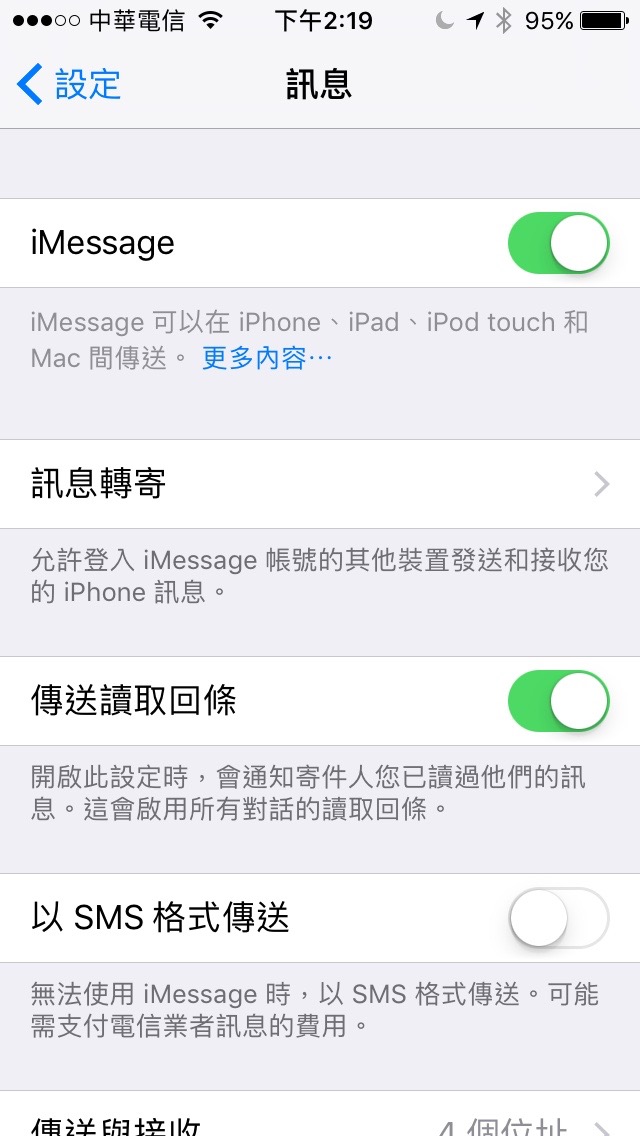 中華電信 下午2:19 95%
設定 訊息
iMessage
iMessage 可以在 iPhone、iPad、iPod touch 和
Mac 間傳送。 更多內容⋯
訊息轉寄
允許登入 iMessage 帳號的其他裝置發送和接收您
的 iPhone 訊息。
傳送讀取回條
開啟此設定時，會通知寄件人您已讀過他們的訊
息。這會啟用所有對話的讀取回條。
以 SMS 格式傳送
無法使用 iMessage 時，以 SMS 格式傳送。可能
需支付電信業者訊息的費用。
傳送與接收 4 個位址